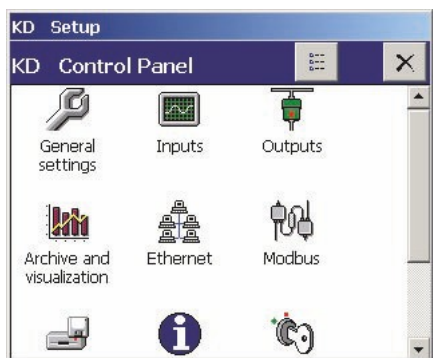 KD Setup
KD Control Panel
General settings
Inputs
Outputs
Archive and visualization
Ethernet
Modbus